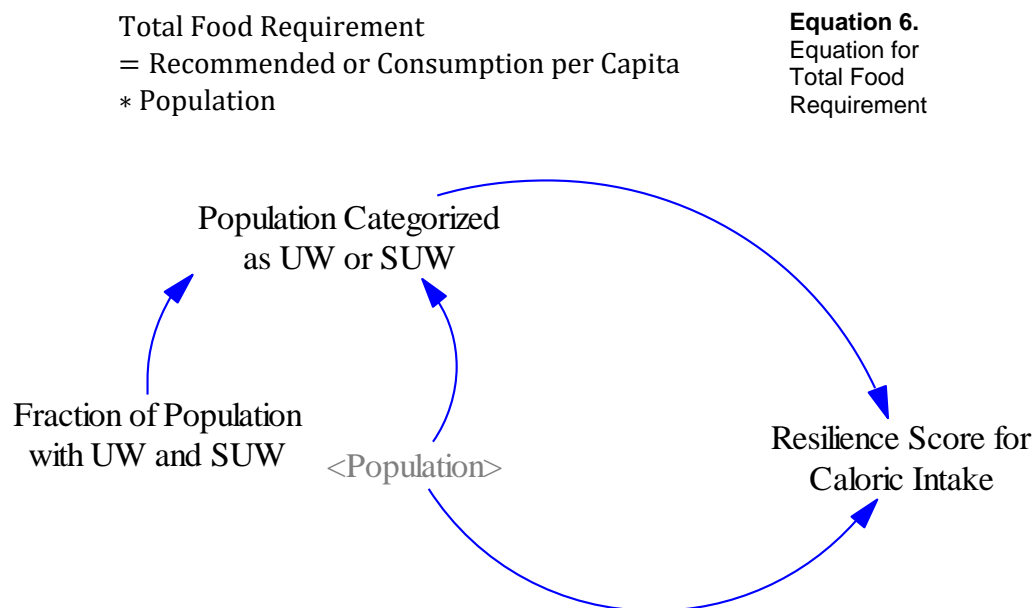 Total Food Requirement
= Recommended or Consumption per Capita
∗ Population
Equation 6.
Equation for
Total Food
Requirement
Population Categorized
as UW or SUW
Fraction of Population
with UW and SUW
<Population>
Resilience Score for
Caloric Intake